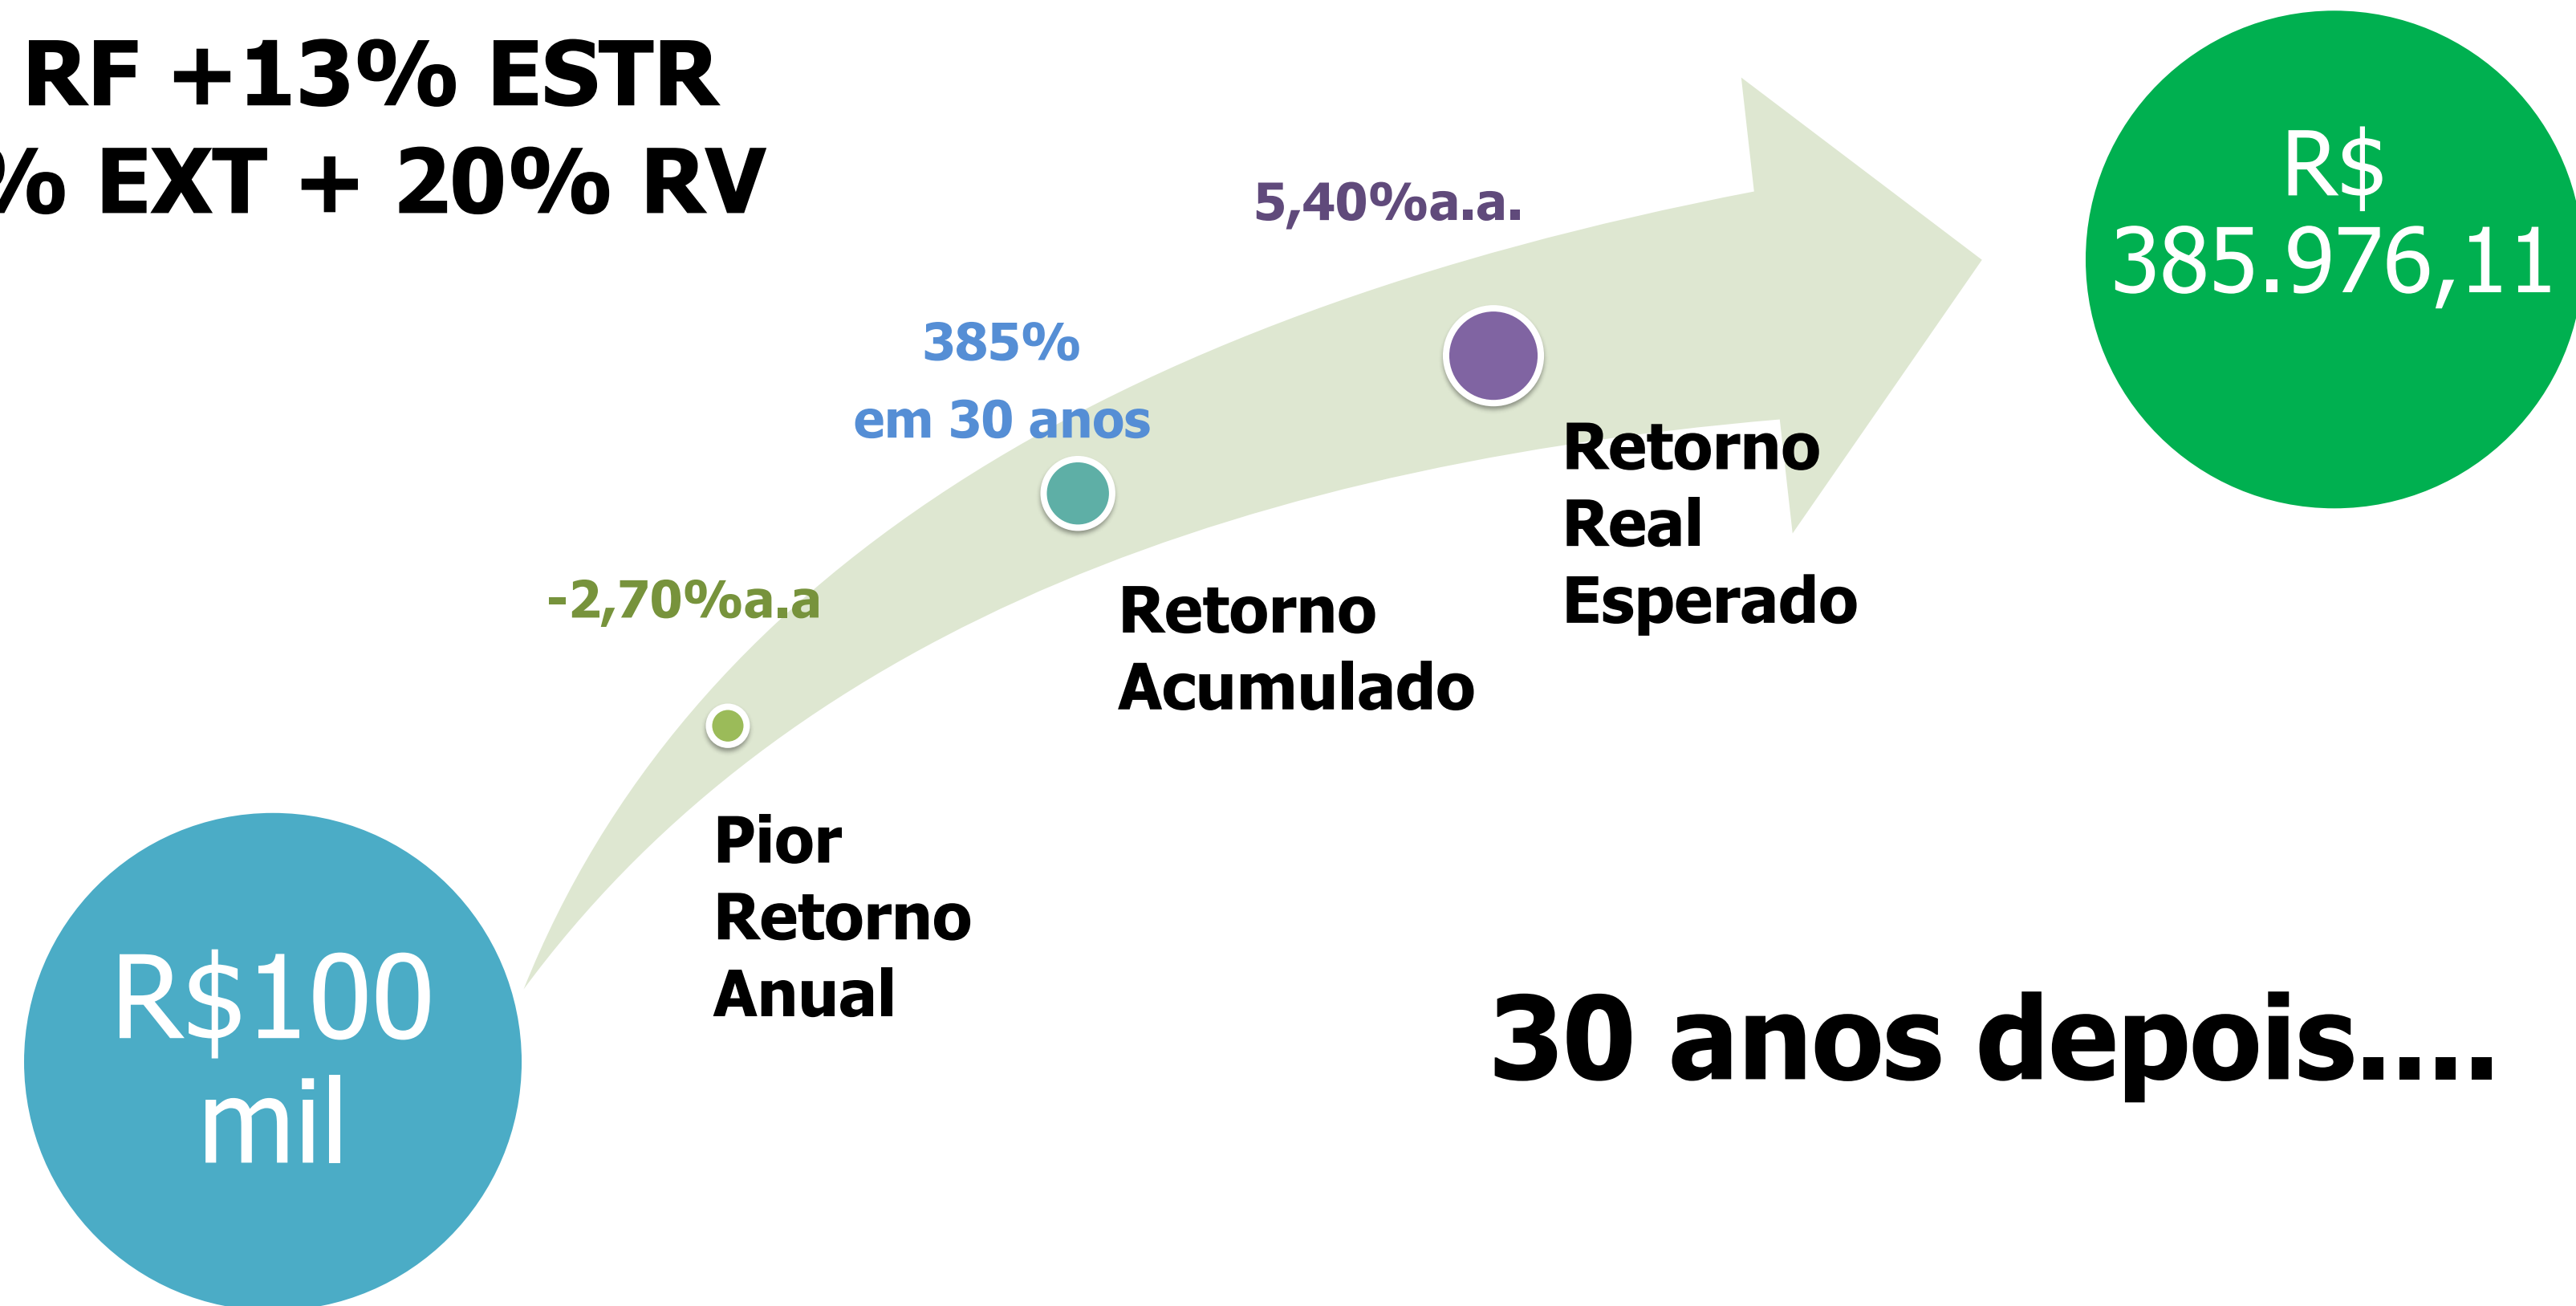 RF +13% ESTR
% EXT + 20% RV
5,40%a.a.
R$
385.976,11
385%
em 30 anos
Retorno
Real
Esperado
-2,70%a.a
Retorno
Acumulado
Pior
Retorno
Anual
R$100
mil
30 anos depois....